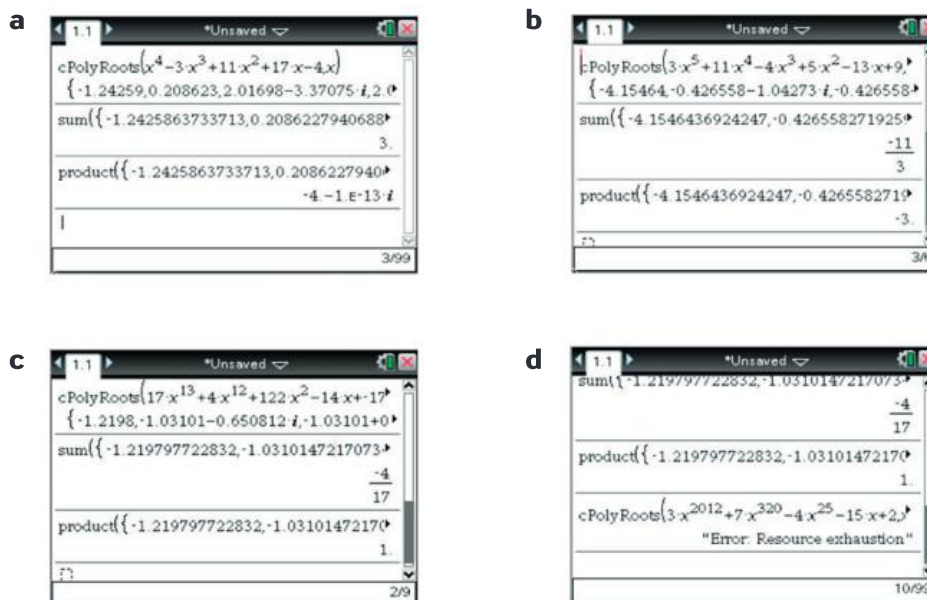 a
1.1 *Unsaved
cPolyRoots(x⁴−3·x³+11·x²+17·x−4,x)
{-1.24259,0.208623,2.01698−3.37075·i,2.0
sum({-1.2425863733713,0.2086227940688
3.
product({-1.2425863733713,0.2086227940
-4.−1.ᴇ-13·i
3/99
b
1.1 *Unsaved
cPolyRoots(3·x⁵+11·x⁴−4·x³+5·x²−13·x+9,
{-4.15464,-0.426558−1.04273·i,-0.426558
sum({-4.1546436924247,-0.426558271925
-11
3
product({-4.1546436924247,-0.4265582719
-3.
c
1.1 *Unsaved
cPolyRoots(17·x¹³+4·x¹²+122·x²−14·x+-17
{-1.2198,-1.03101−0.650812·i,-1.03101+0
sum({-1.219797722832,-1.0310147217073
-4
17
product({-1.219797722832,-1.031014721
1.
2/9
d
1.1 *Unsaved
sum({-1.219797722832,-1.0310147217073
-4
17
product({-1.219797722832,-1.031014721
1.
cPolyRoots(3·x²⁰¹²+7·x³²⁰−4·x²⁵−15·x+2,
"Error: Resource exhaustion"